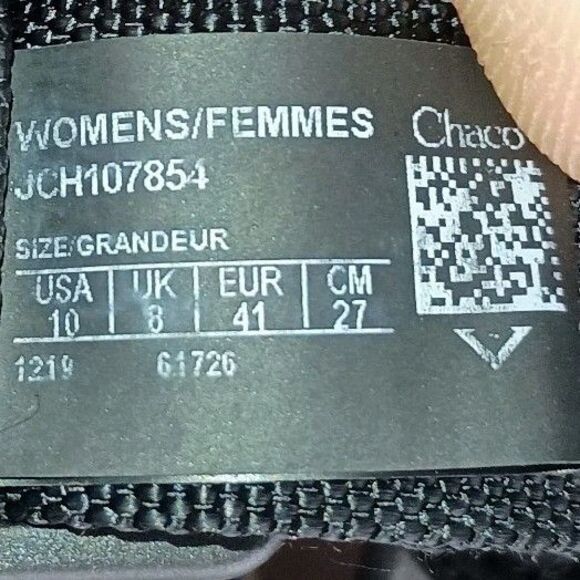 WOMENS/FEMMES Chaco
JCH107854
SIZE/GRANDEUR
USA UK EUR CM
10 8 41 27
1219 61726